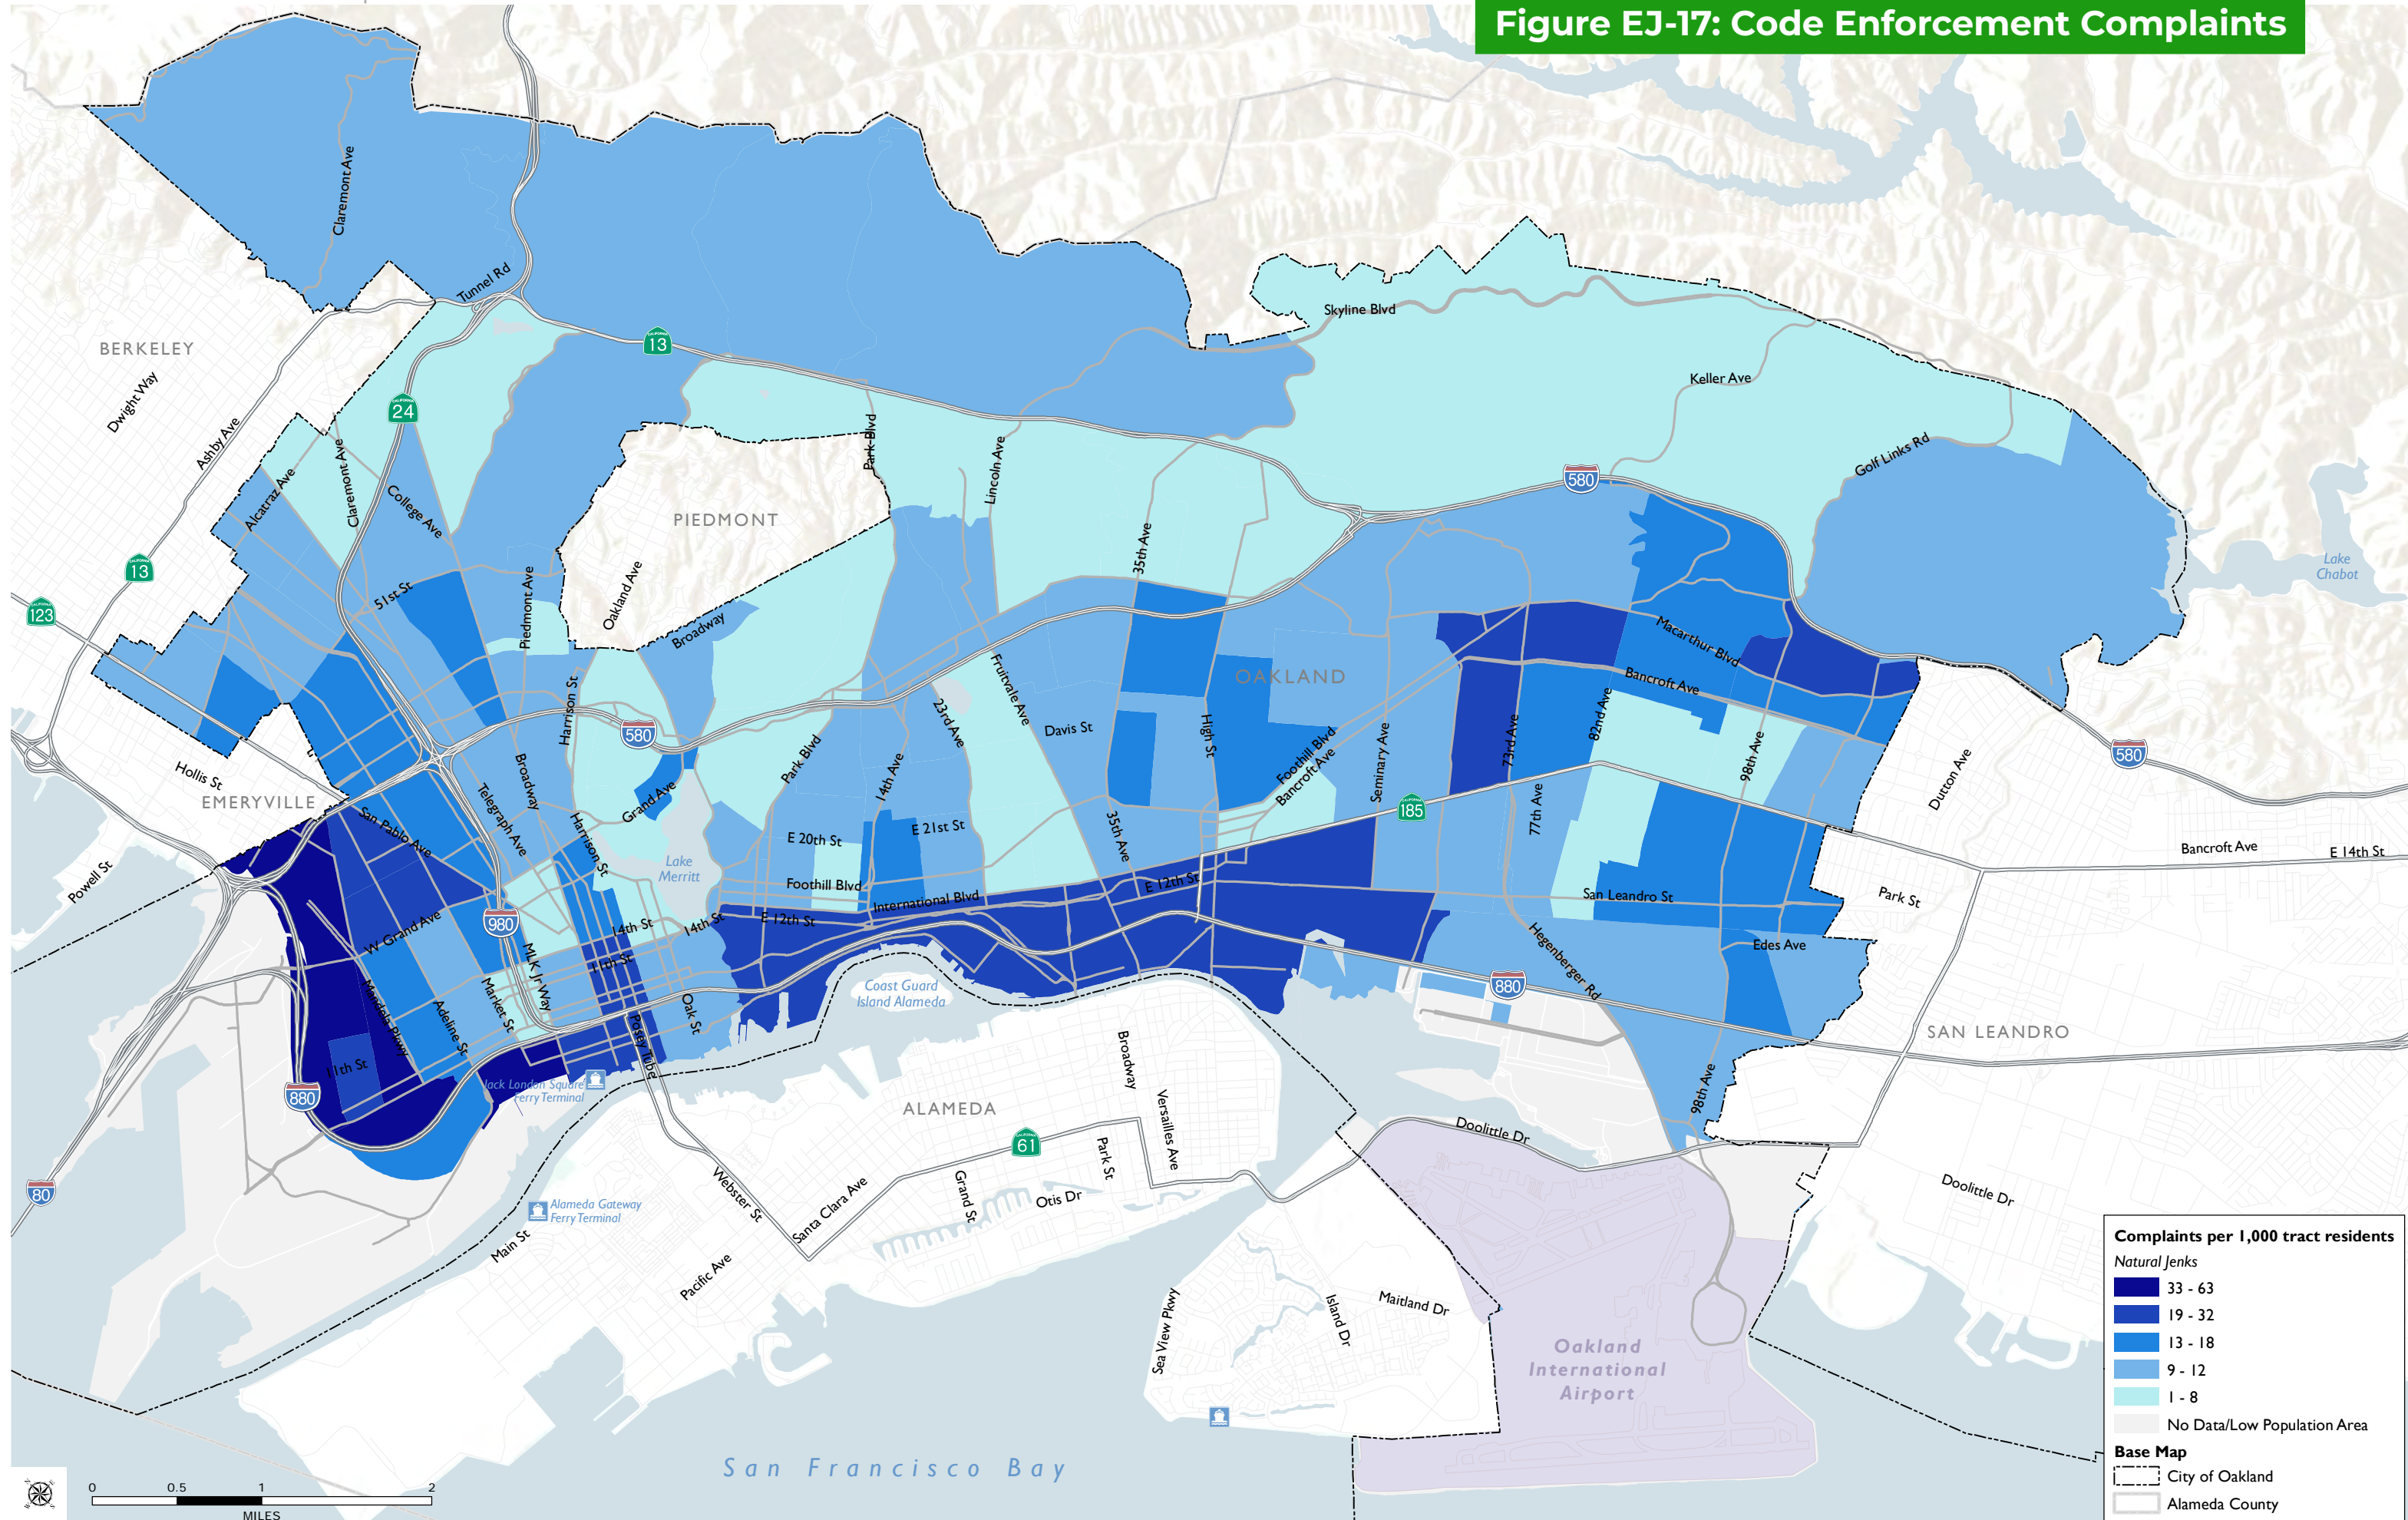 Figure EJ-17: Code Enforcement Complaints
Claremont Ave
Tunnel Rd
CALIFORNIA
13
Skyline Blvd
BERKELEY
Dwight Way
Ashby Ave
CALIFORNIA
24
Keller Ave
Golf Links Rd
Alcatraz Ave
Claremont Ave
College Ave
Park Blvd
Lincoln Ave
35th Ave
580
PIEDMONT
Oakland Ave
Lake
Chabot
CALIFORNIA
13
CALIFORNIA
123
51st St
Piedmont Ave
Broadway
Macarthur Blvd
Bancroft Ave
OAKLAND
Harrison St
Fruitvale Ave
23rd Ave
Davis St
High St
580
82nd Ave
73rd Ave
98th Ave
580
Hollis St
EMERYVILLE
Park Blvd
14th Ave
Foothill Blvd
Bancroft Ave
Seminary Ave
Dutton Ave
San Pablo Ave
Telegraph Ave
Broadway
Harrison St
Grand Ave
E 20th St
E 21st St
35th Ave
CALIFORNIA
185
77th Ave
Bancroft Ave
E 14th St
Powell St
Lake
Merritt
Foothill Blvd
International Blvd
E 12th St
E 12th St
San Leandro St
Park St
980
W Grand Ave
14th St
14th St
11th St
MLK Jr Way
Market St
Mandela Pkwy
Adeline St
Oak St
Posey Tube
Coast Guard
Island Alameda
Hegenberger Rd
880
Edes Ave
SAN LEANDRO
11th St
880
Jack London Square
Ferry Terminal
ALAMEDA
Broadway
Versailles Ave
98th Ave
Doolittle Dr
CALIFORNIA
61
Park St
80
Alameda Gateway
Ferry Terminal
Main St
Webster St
Santa Clara Ave
Grand St
Otis Dr
Doolittle Dr
Pacific Ave
Sea View Pkwy
Island Dr
Maitland Dr
Oakland
International
Airport
San Francisco Bay
Complaints per 1,000 tract residents
Natural Jenks
33 - 63
19 - 32
13 - 18
9 - 12
1 - 8
No Data/Low Population Area
Base Map
City of Oakland
Alameda County
0 0.5 1 2
MILES
N
E
S
W